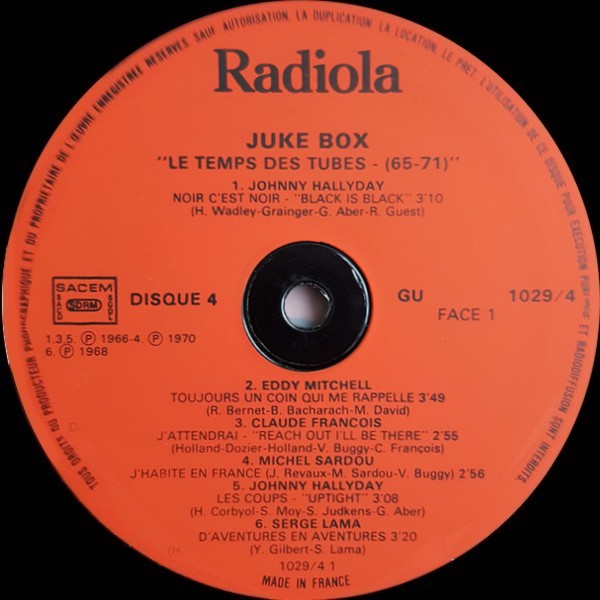 TOUS DROITS DU PRODUCTEUR PHONOGRAPHIQUE ET DU PROPRIETAIRE DE L'ŒUVRE ENREGISTREE RESERVES. SAUF AUTORISATION, LA DUPLICATION, LA LOCATION, LE PRET, L'UTILISATION DE CE DISQUE POUR EXECUTION PUBLIQUE ET RADIODIFFUSION SONT INTERDITS.
Radiola
JUKE BOX
"LE TEMPS DES TUBES - (65-71)"
1. JOHNNY HALLYDAY
NOIR C'EST NOIR - "BLACK IS BLACK" 3'10
(H. Wadley-Grainger-G. Aber-R. Guest)
SACEM
SACD
SDRM
SGDL
DISQUE 4
GU 1029/4
FACE 1
1.3.5. Ⓟ 1966-4. Ⓟ 1970
6. Ⓟ 1968
2. EDDY MITCHELL
TOUJOURS UN COIN QUI ME RAPPELLE 3'49
(R. Bernet-B. Bacharach-M. David)
3. CLAUDE FRANCOIS
J'ATTENDRAI - "REACH OUT I'LL BE THERE" 2'55
(Holland-Dozier-Holland-V. Buggy-C. François)
4. MICHEL SARDOU
J'HABITE EN FRANCE (J. Revaux-M. Sardou-V. Buggy) 2'56
5. JOHNNY HALLYDAY
LES COUPS - "UPTIGHT" 3'08
(H. Corbyol-S. Moy-S. Judkens-G. Aber)
6. SERGE LAMA
D'AVENTURES EN AVENTURES 3'20
(Y. Gilbert-S. Lama)
1029/4 1
MADE IN FRANCE